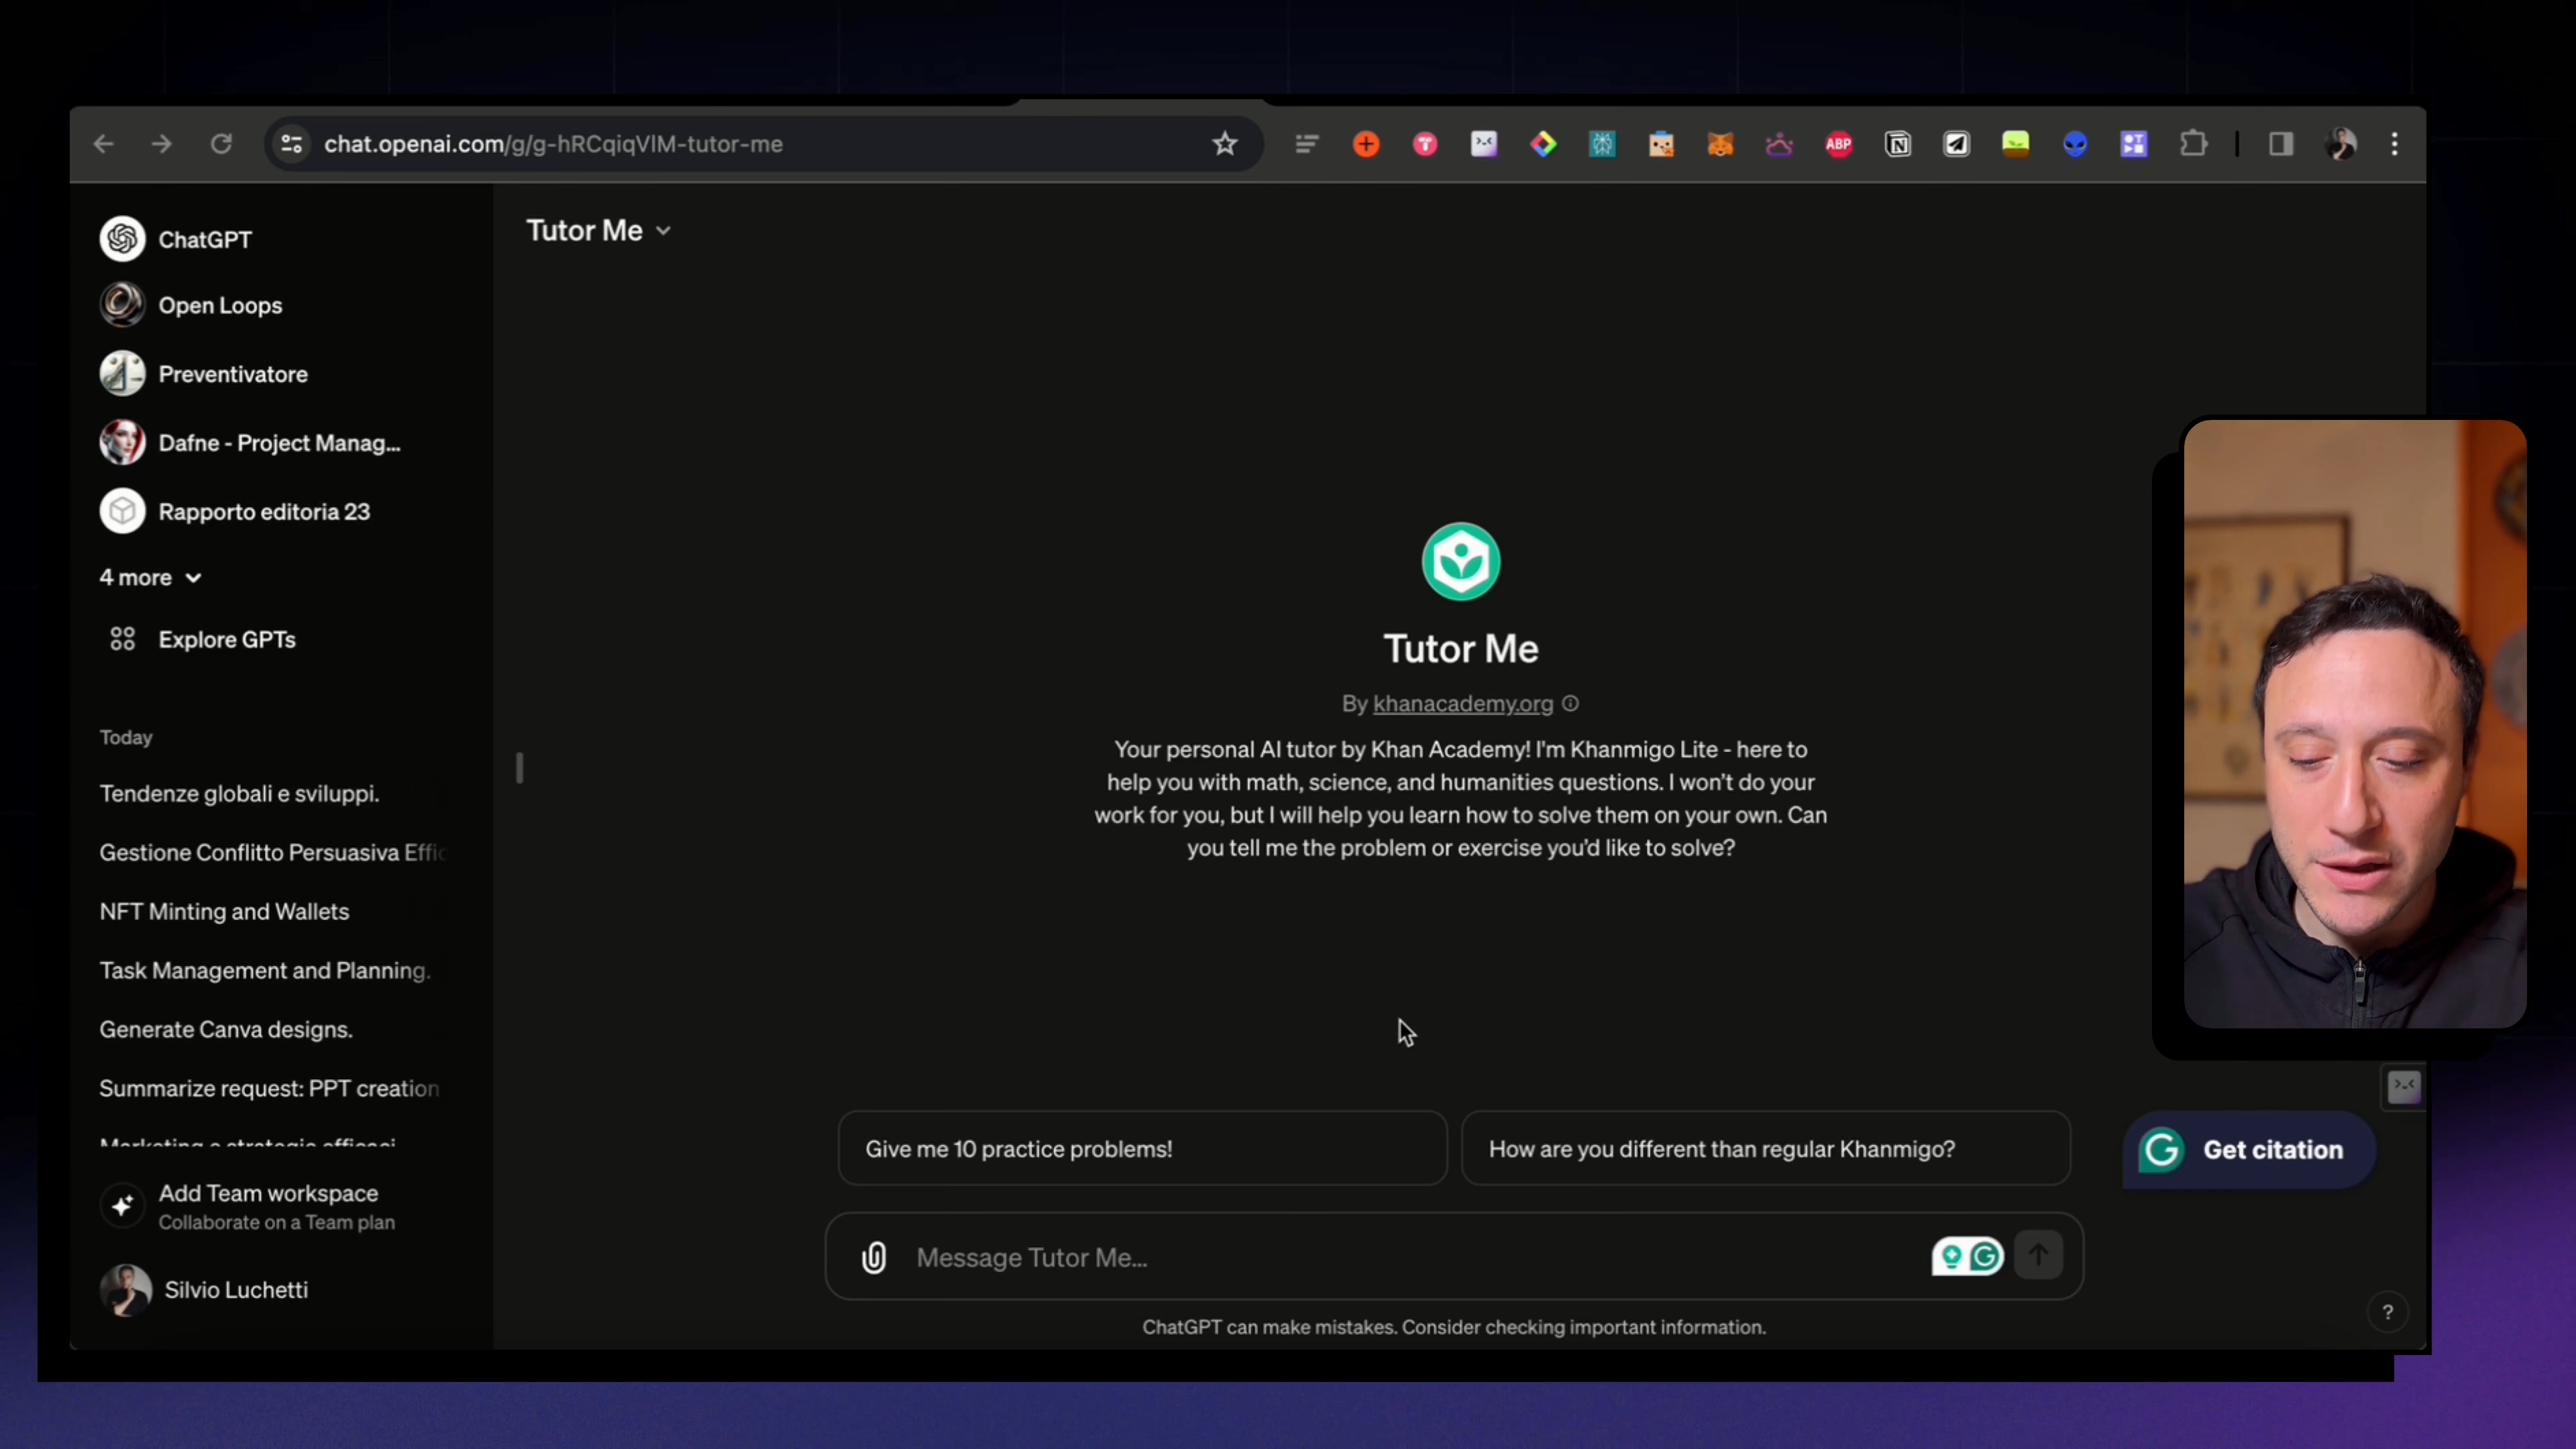 chat.openai.com/g/g-hRCqiqVlM-tutor-me
ABP
ChatGPT
Open Loops
Preventivatore
Dafne - Project Manag...
Rapporto editoria 23
4 more
Explore GPTs
Today
Tendenze globali e sviluppi.
Gestione Conflitto Persuasiva Effic
NFT Minting and Wallets
Task Management and Planning.
Generate Canva designs.
Summarize request: PPT creation
Marketing e strategie efficaci
Add Team workspace
Collaborate on a Team plan
Silvio Luchetti
Tutor Me
Tutor Me
By khanacademy.org
Your personal AI tutor by Khan Academy! I'm Khanmigo Lite - here to
help you with math, science, and humanities questions. I won't do your
work for you, but I will help you learn how to solve them on your own. Can
you tell me the problem or exercise you'd like to solve?
Give me 10 practice problems!
How are you different than regular Khanmigo?
Get citation
Message Tutor Me...
ChatGPT can make mistakes. Consider checking important information.
?